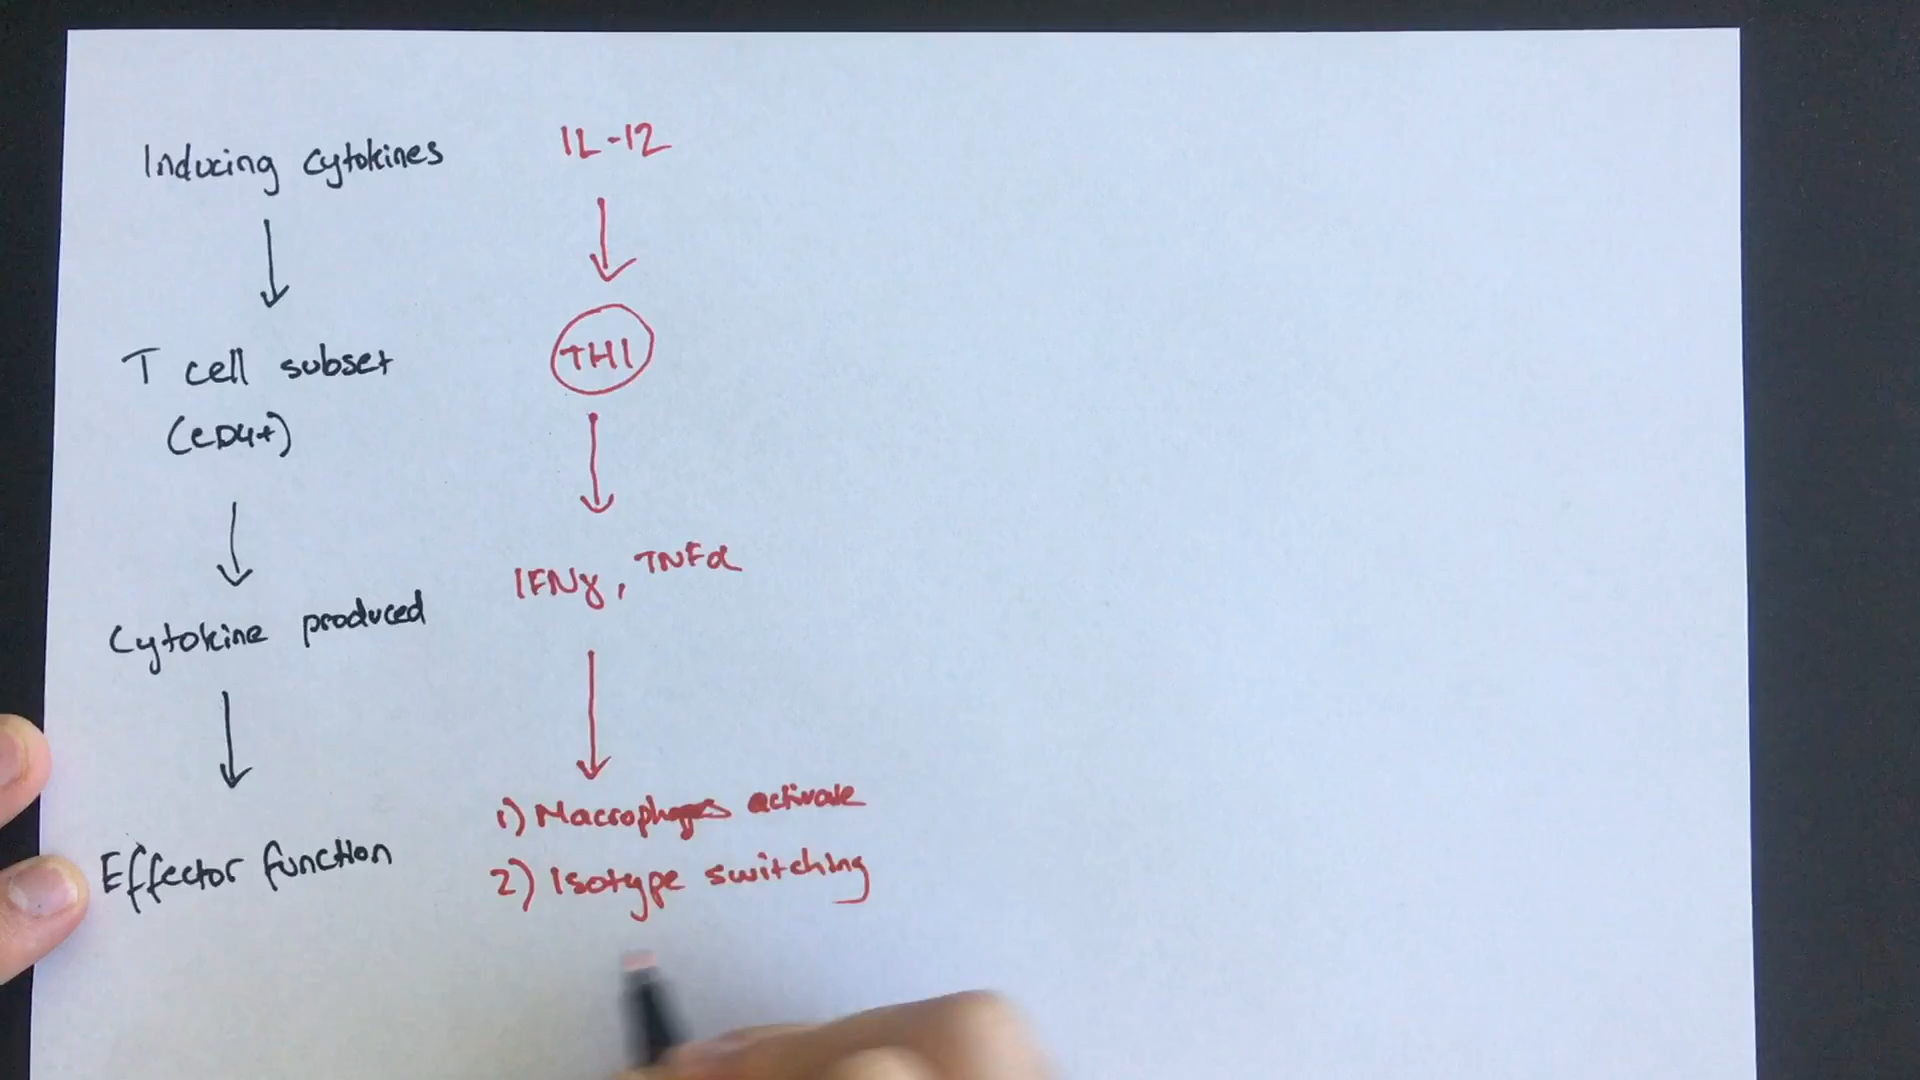 Inducing cytokines
T cell subset
(CD4+)
Cytokine produced
Effector function
IL-12
TH1
IFNγ, TNFα
1) Macrophages activate
2) Isotype switching